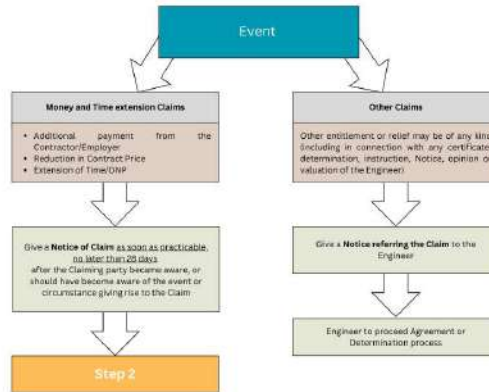 Event
Money and Time extension Claims
Additional payment from the
Contractor/Employer
Reduction in Contract Price
Extension of Time/DNP
Other Claims
Other entitlement or relief may be of any kind
(including in connection with any certificate,
determination, instruction, Notice, opinion or
valuation of the Engineer)
Give a Notice of Claim as soon as practicable,
no later than 28 days
after the Claiming party became aware, or
should have become aware of the event or
circumstance giving rise to the Claim
Give a Notice referring the Claim to the
Engineer
Step 2
Engineer to proceed Agreement or
Determination process